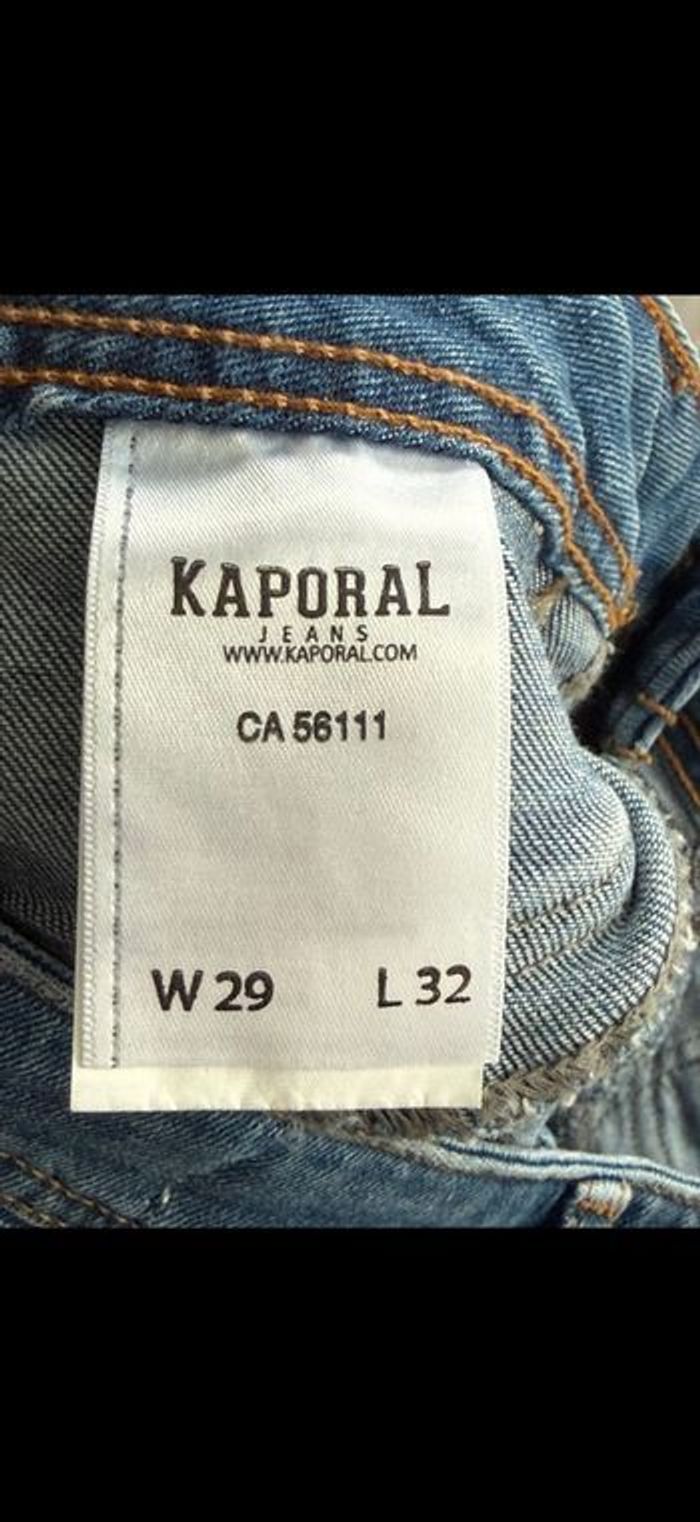 KAPORAL
JEANS
WWW.KAPORAL.COM
CA 56111
W 29 L 32